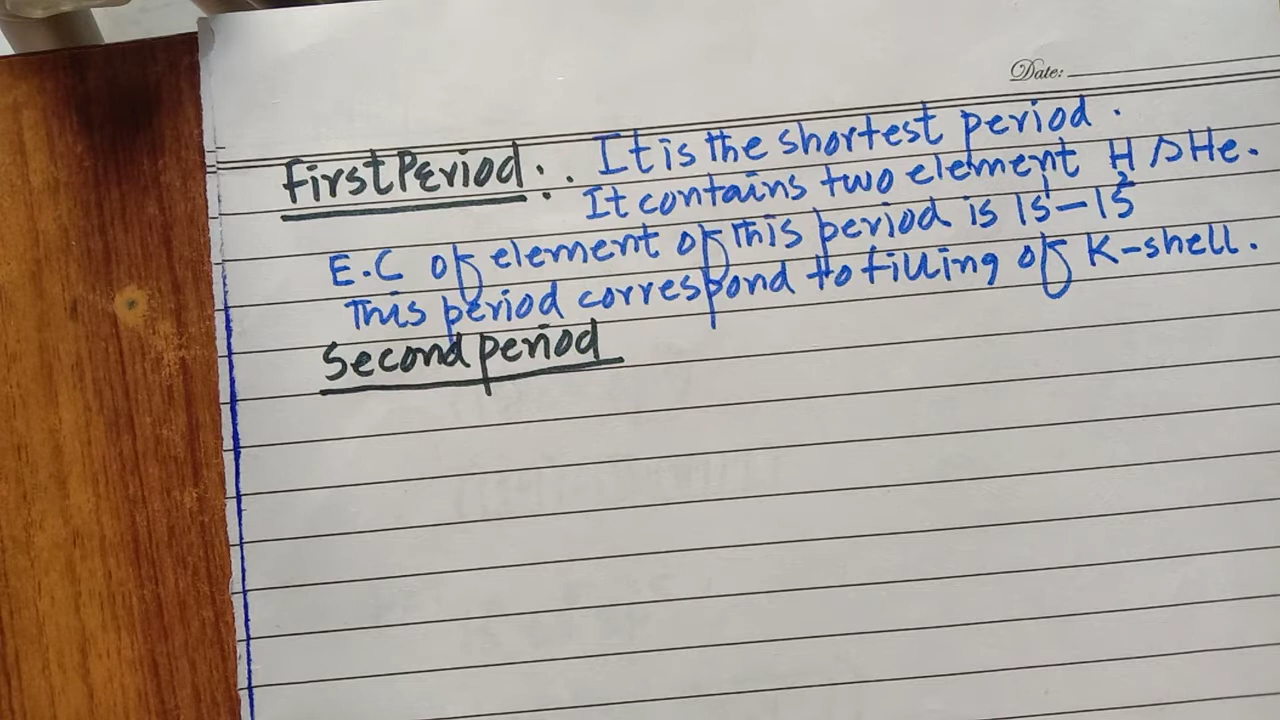 Date:
First Period:. It is the shortest period.
It contains two element H & He.
E.C of element of this period is 1s¹-1s²
This period correspond to filling of K-shell.
Second period